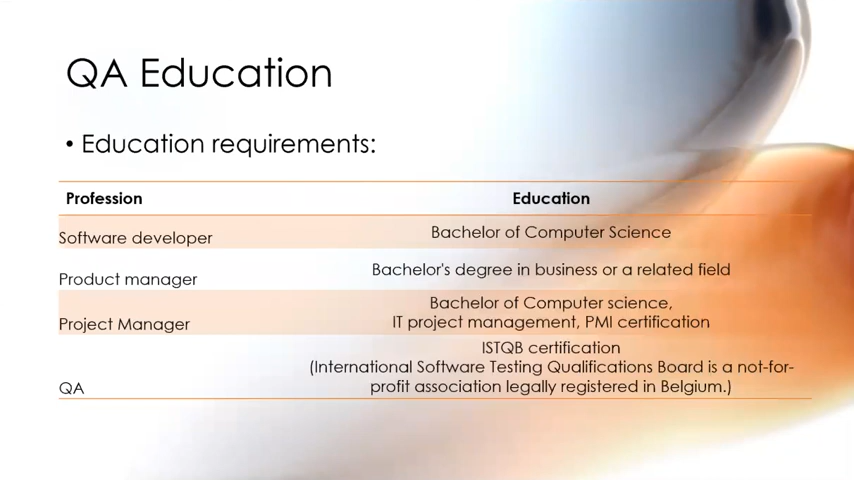 QA Education
• Education requirements:
Profession Education
Software developer Bachelor of Computer Science
Product manager Bachelor's degree in business or a related field
Project Manager Bachelor of Computer science,
IT project management, PMI certification
QA ISTQB certification
(International Software Testing Qualifications Board is a not-for-
profit association legally registered in Belgium.)